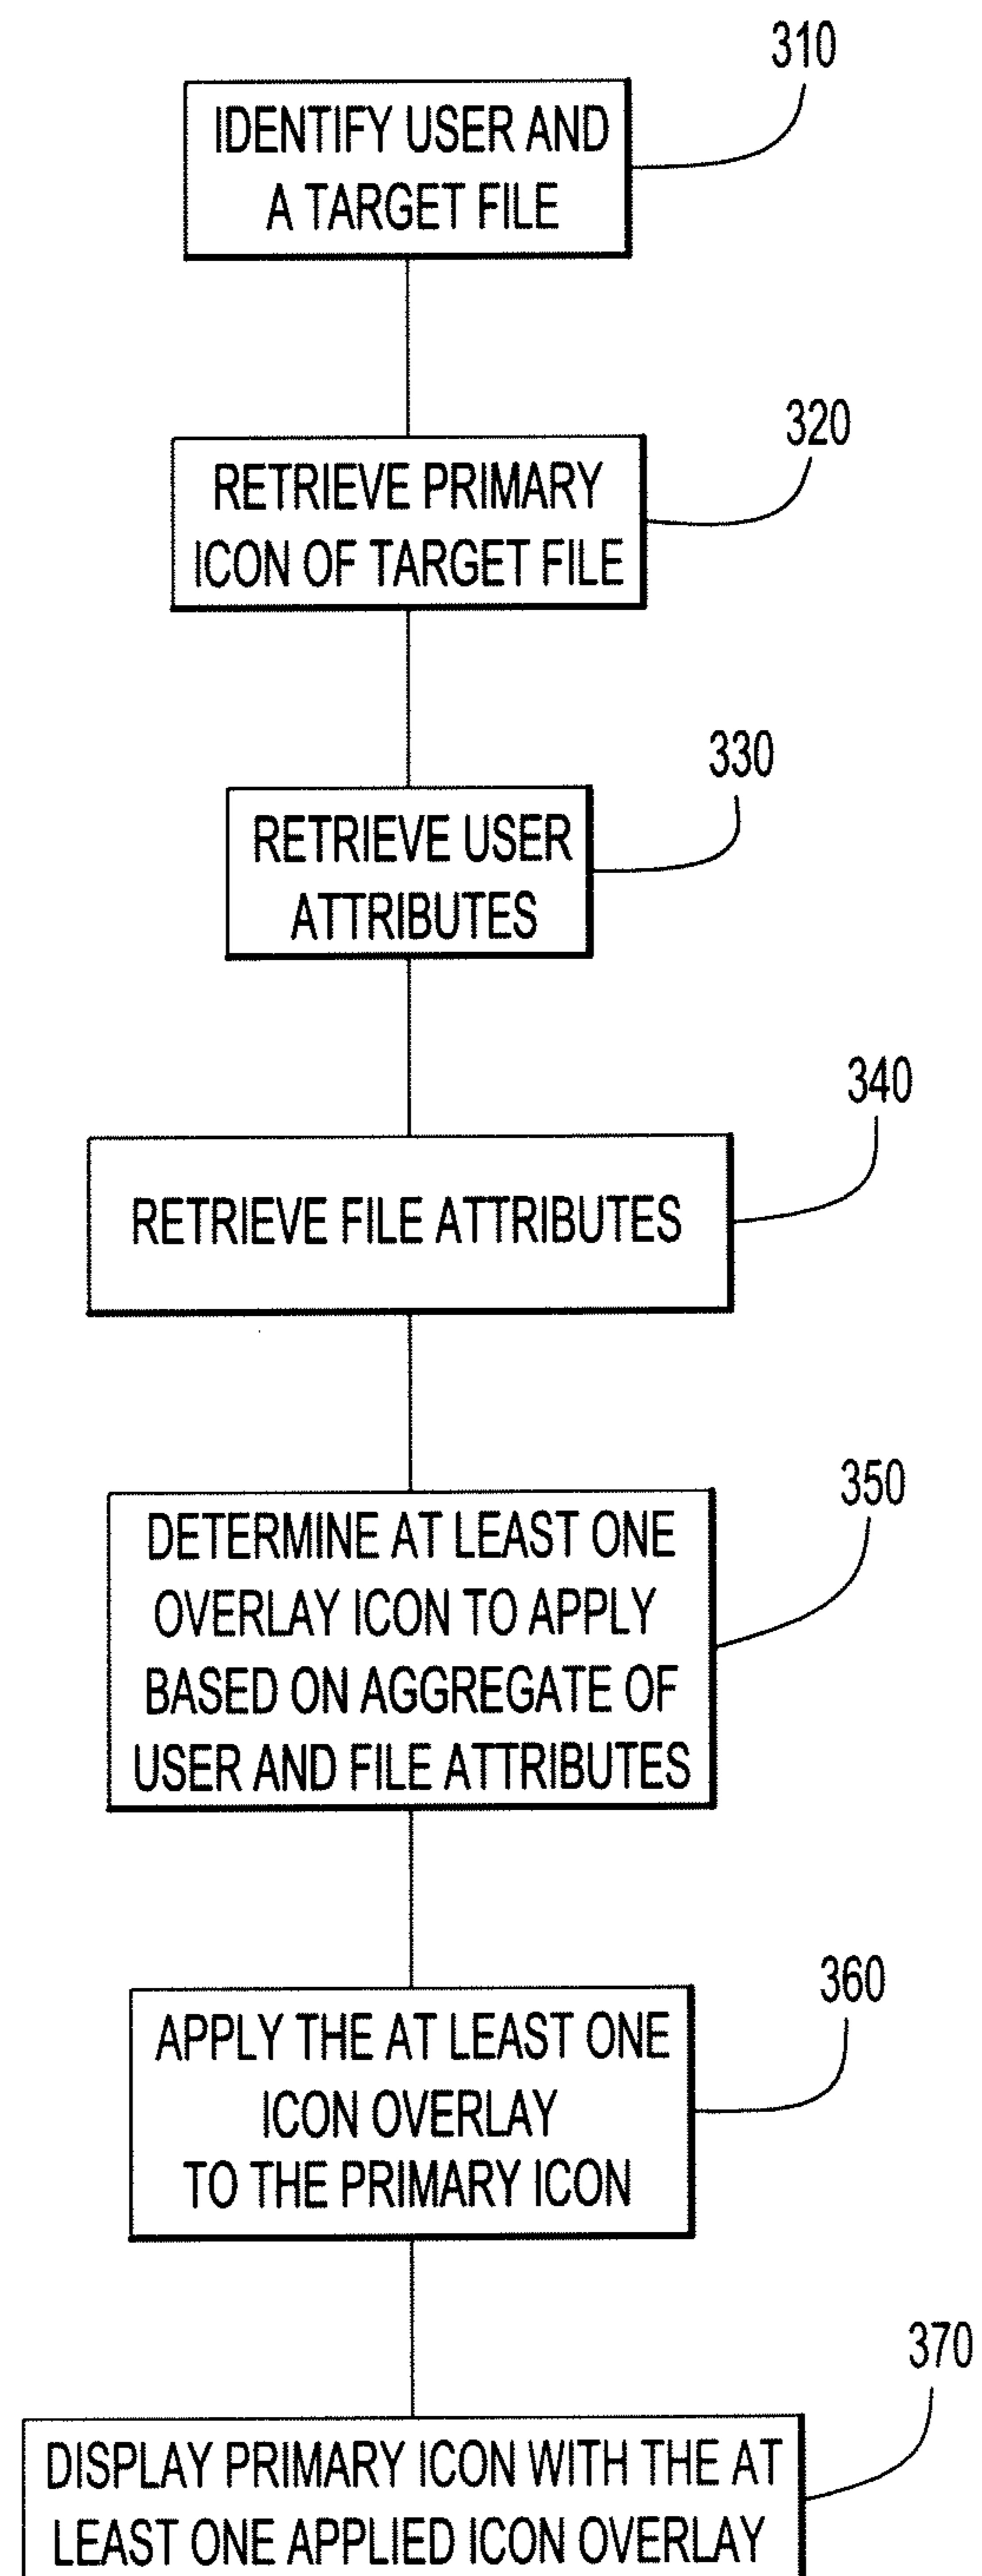 310
IDENTIFY USER AND
A TARGET FILE
320
RETRIEVE PRIMARY
ICON OF TARGET FILE
330
RETRIEVE USER
ATTRIBUTES
340
RETRIEVE FILE ATTRIBUTES
350
DETERMINE AT LEAST ONE
OVERLAY ICON TO APPLY
BASED ON AGGREGATE OF
USER AND FILE ATTRIBUTES
360
APPLY THE AT LEAST ONE
ICON OVERLAY
TO THE PRIMARY ICON
370
DISPLAY PRIMARY ICON WITH THE AT
LEAST ONE APPLIED ICON OVERLAY